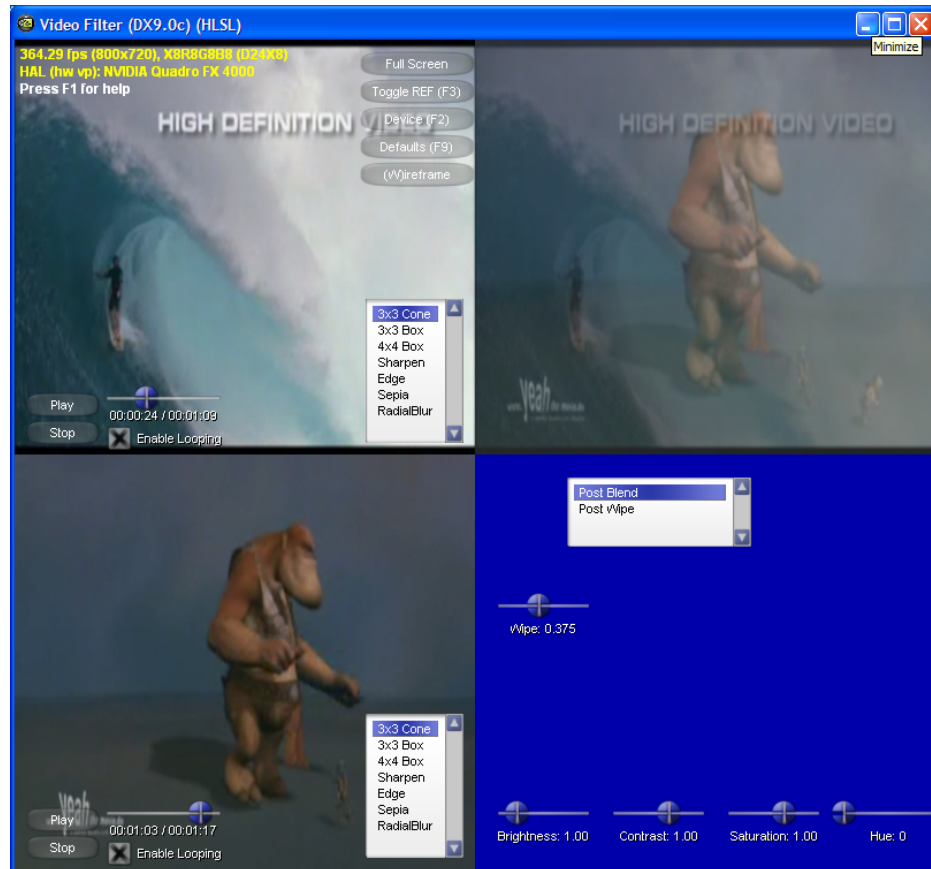 Video Filter (DX9.0c) (HLSL)
Minimize
364.29 fps (800x720), X8R8G8B8 (D24X8)
HAL (hw vp): NVIDIA Quadro FX 4000
Press F1 for help
Full Screen
Toggle REF (F3)
Device (F2)
Defaults (F9)
(W)ireframe
HIGH DEFINITION VIDEO
3x3 Cone
3x3 Box
4x4 Box
Sharpen
Edge
Sepia
RadialBlur
Play
00:00:24 / 00:01:09
Stop
Enable Looping
HIGH DEFINITION VIDEO
yeah
Post Blend
Post Wipe
Wipe: 0.375
3x3 Cone
3x3 Box
4x4 Box
Sharpen
Edge
Sepia
RadialBlur
yeah
Play
00:01:03 / 00:01:17
Stop
Enable Looping
Brightness: 1.00
Contrast: 1.00
Saturation: 1.00
Hue: 0